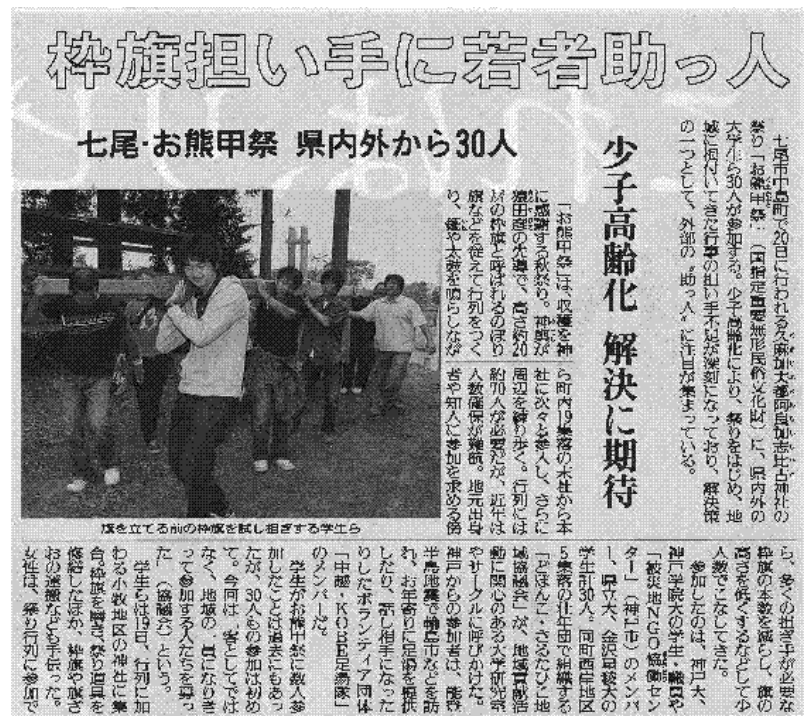 枠旗担い手に若者助っ人
七尾・お熊甲祭 県内外から30人
少子高齢化 解決に期待
七尾市中島町で20日に行われる久麻加夫都阿良加志比古神社の
祭り「お熊甲祭」（国指定重要無形民俗文化財）に、県内外の
大学生ら30人が参加する。少子高齢化により、祭りをはじめ、地
域に根付いてきた行事の担い手不足が深刻になっており、解決策
の一つとして、外部の〝助っ人〟に注目が集まっている。
「お熊甲祭」は、収穫を神
に感謝する秋祭り。神輿が
猿田彦の先導で、高さ約20
㍍の枠旗と呼ばれるのぼり
旗などを従えて行列をつく
り、鉦や太鼓を鳴らしなが
ら町内19集落の末社から本
社に次々と参入し、さらに
周辺を練り歩く。行列には
約70人が必要だが、近年は
人数確保が難航。地元出身
者や知人に参加を求める傍
旗を立てる前の枠旗を試し担ぎする学生ら
ら、多くの担ぎ手が必要な
枠旗の本数を減らし、旗の
高さを低くするなどして少
人数でこなしてきた。
参加したのは、神戸大、
神戸学院大の学生・職員や
「被災地NGO協働セン
ター」（神戸市）のメンバ
ー、県立大、金沢星稜大の
学生計30人。同町西岸地区
5集落の壮年団で組織する
「どほんこ・さるたひこ地
域協議会」が、地域貢献活
動に関心のある大学研究室
やサークルに呼びかけた。
神戸からの参加者は、能登
半島地震で輪島市などを訪
れ、お年寄りに足湯を提供
したり、話し相手になった
りしたボランティア団体
「中越・KOBE足湯隊」
のメンバーだ。
学生がお熊甲祭に数人参
加したことは過去にもあっ
たが、30人もの参加は初め
て。今回は、「客としてでは
なく、地域の一員になりき
って参加する人たちを募っ
た」（協議会）という。
学生らは19日、行列に加
わる小牧地区の神社に集
合。枠旗を磨き、祭り道具を
修繕したほか、枠旗や旗ざ
おの運搬なども手伝った。
女性は、祭り行列に参加で